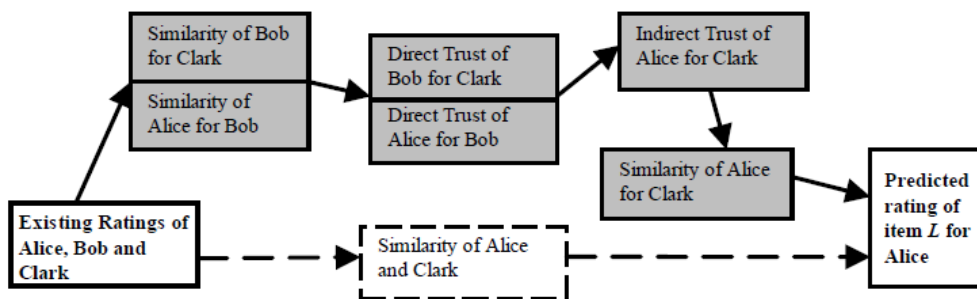 Similarity of Bob
for Clark
Similarity of
Alice for Bob
Direct Trust of
Bob for Clark
Direct Trust of
Alice for Bob
Indirect Trust of
Alice for Clark
Similarity of Alice
for Clark
Predicted
rating of
item L for
Alice
Existing Ratings of
Alice, Bob and
Clark
Similarity of Alice
and Clark